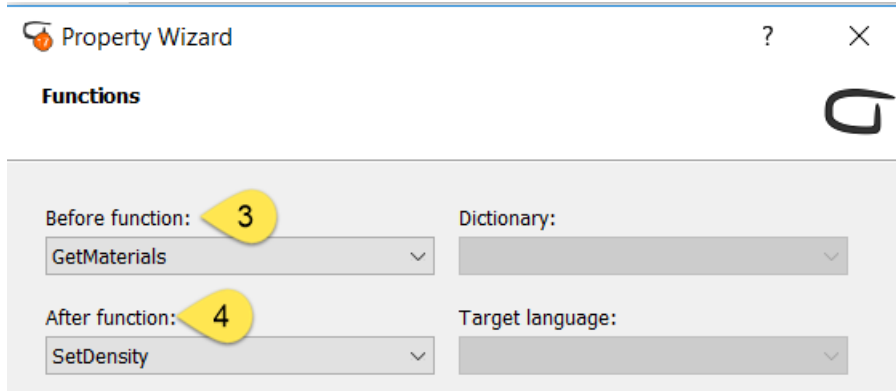 Property Wizard
?
Functions
Before function: 3
Dictionary:
GetMaterials
After function: 4
Target language:
SetDensity